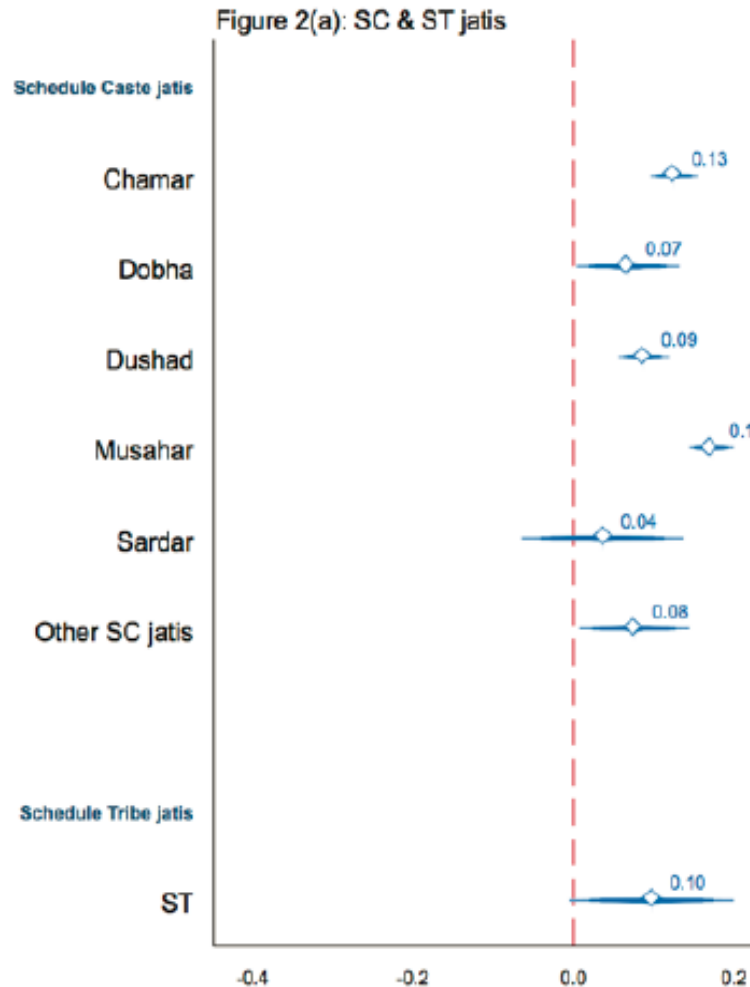 Figure 2(a): SC & ST jatis
Schedule Caste jatis
Chamar 0.13
Dobha 0.07
Dushad 0.09
Musahar
Sardar 0.04
Other SC jatis 0.08
Schedule Tribe jatis
ST 0.10
-0.4 -0.2 0.0 0.2